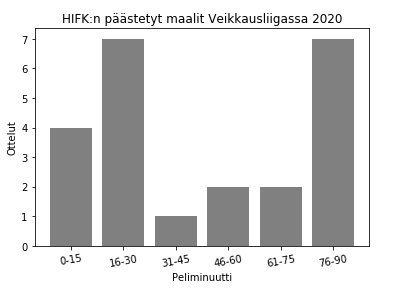 HIFK:n päästetyt maalit Veikkausliigassa 2020
7
6
5
4
3
2
1
0
Ottelut
0-15 16-30 31-45 46-60 61-75 76-90
Peliminuutti